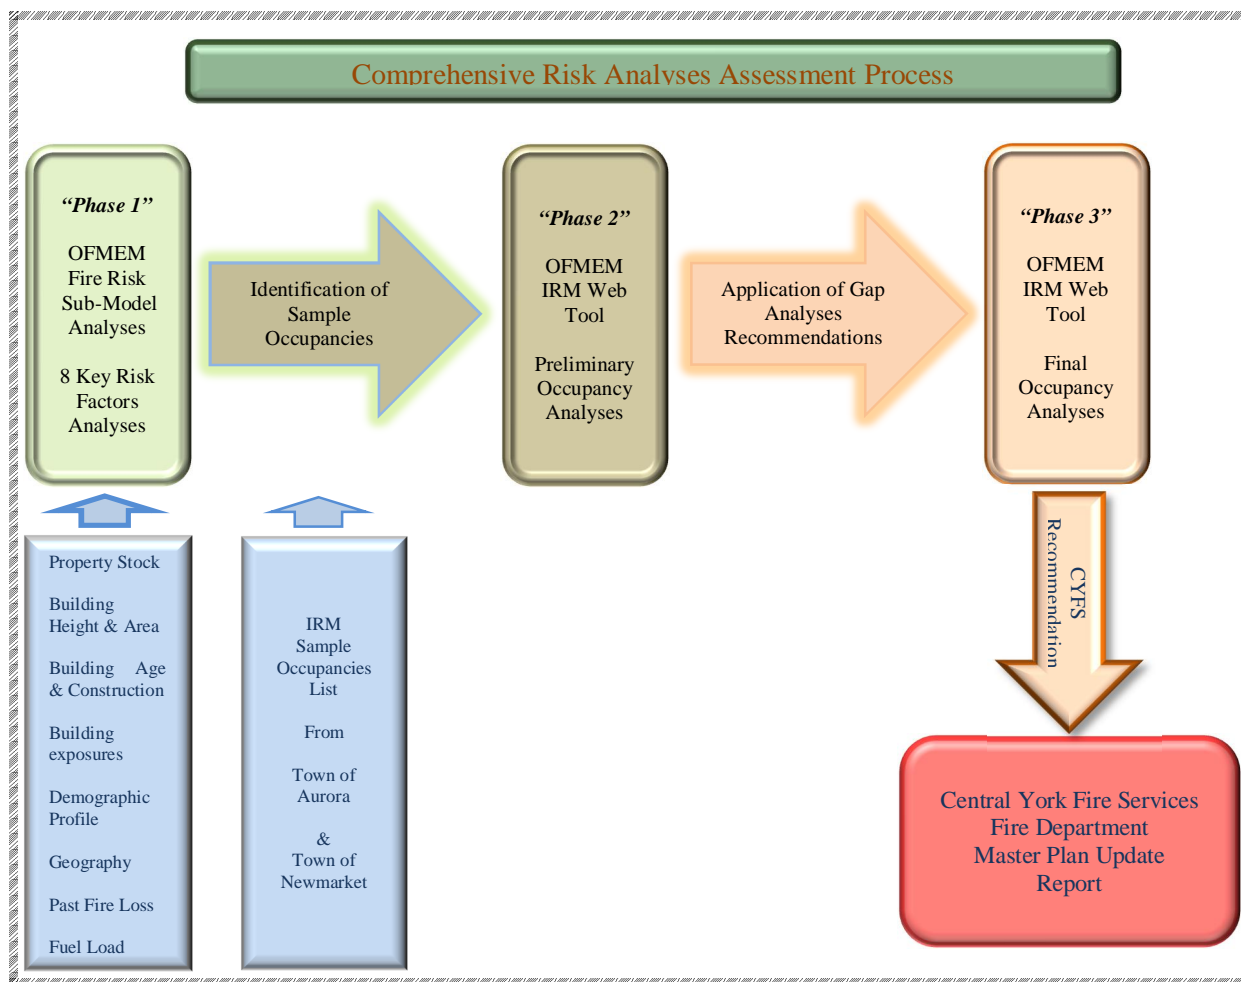 Comprehensive Risk Analyses Assessment Process
“Phase 1”
OFMEM
Fire Risk
Sub-Model
Analyses
8 Key Risk
Factors
Analyses
Identification of
Sample
Occupancies
“Phase 2”
OFMEM
IRM Web
Tool
Preliminary
Occupancy
Analyses
Application of Gap
Analyses
Recommendations
“Phase 3”
OFMEM
IRM Web
Tool
Final
Occupancy
Analyses
Property Stock
Building
Height & Area
Building Age
& Construction
Building
exposures
Demographic
Profile
Geography
Past Fire Loss
Fuel Load
IRM
Sample
Occupancies
List
From
Town of
Aurora
&
Town of
Newmarket
CYFS
Recommendation
Central York Fire Services
Fire Department
Master Plan Update
Report